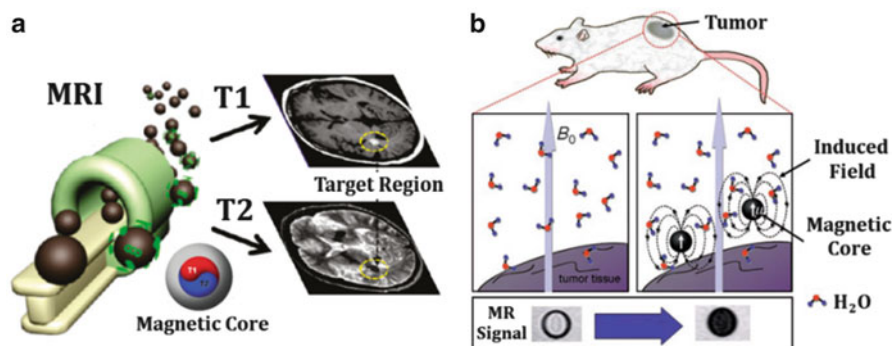 a
MRI
T1
Target Region
T2
T1
T2
Magnetic Core
b
Tumor
B₀
Induced
Field
Magnetic
Core
tumor tissue
H₂O
MR
Signal